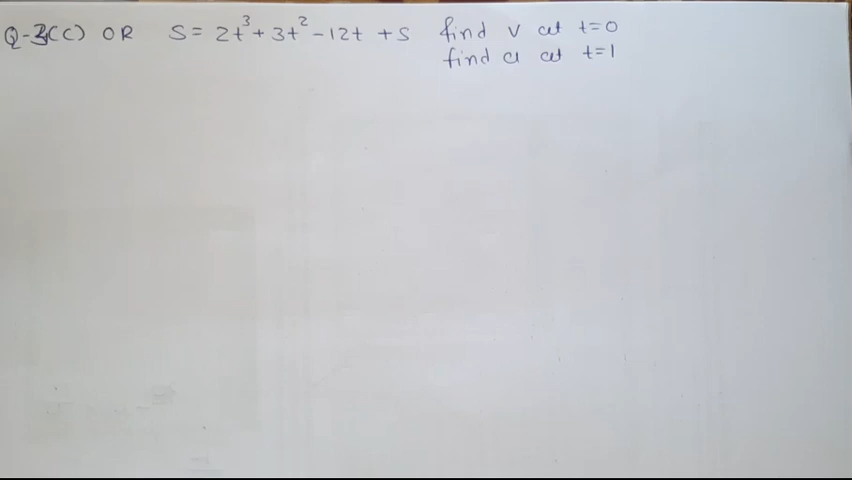 Q-3(C) OR S = 2t³ + 3t² - 12t + 5 find v at t=0
find a at t=1